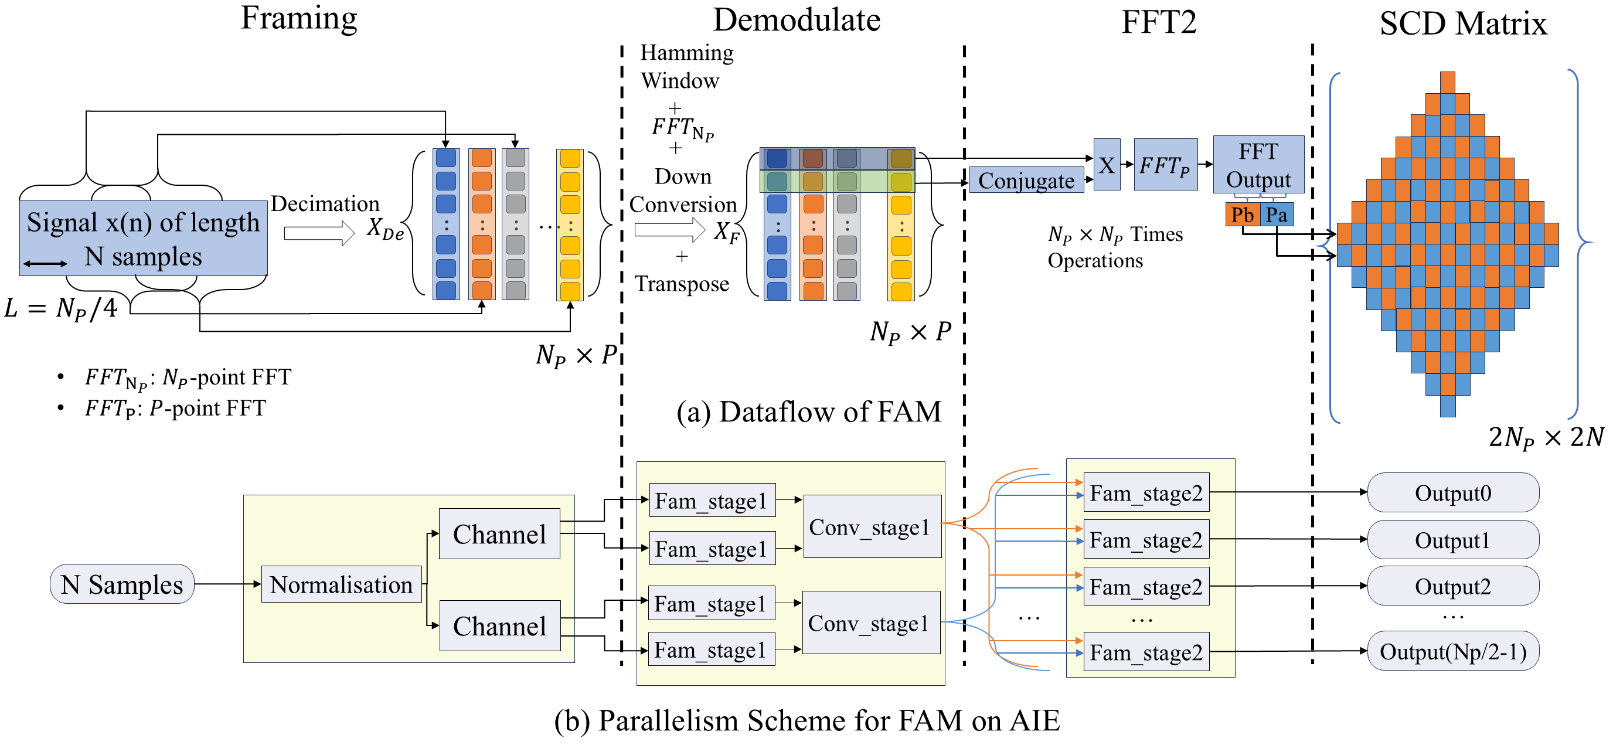 Framing
Demodulate
FFT2
SCD Matrix
Signal x(n) of length
N samples
L = N_P/4
Decimation
X_De
⋮ ⋮ ⋮ ··· ⋮
N_P × P
• FFT_{N_P}: N_P-point FFT
• FFT_P: P-point FFT
Hamming
Window
+
FFT_{N_P}
+
Down
Conversion
+
Transpose
X_F
⋮ ⋮ ⋮ ⋮
N_P × P
Conjugate
X
FFT_P
FFT
Output
Pb Pa
N_P × N_P Times
Operations
2N_P × 2N
(a) Dataflow of FAM
N Samples
Normalisation
Channel
Channel
Fam_stage1
Fam_stage1
Fam_stage1
Fam_stage1
Conv_stage1
Conv_stage1
...
Fam_stage2
Fam_stage2
Fam_stage2
...
Fam_stage2
Output0
Output1
Output2
...
Output(Np/2-1)
(b) Parallelism Scheme for FAM on AIE